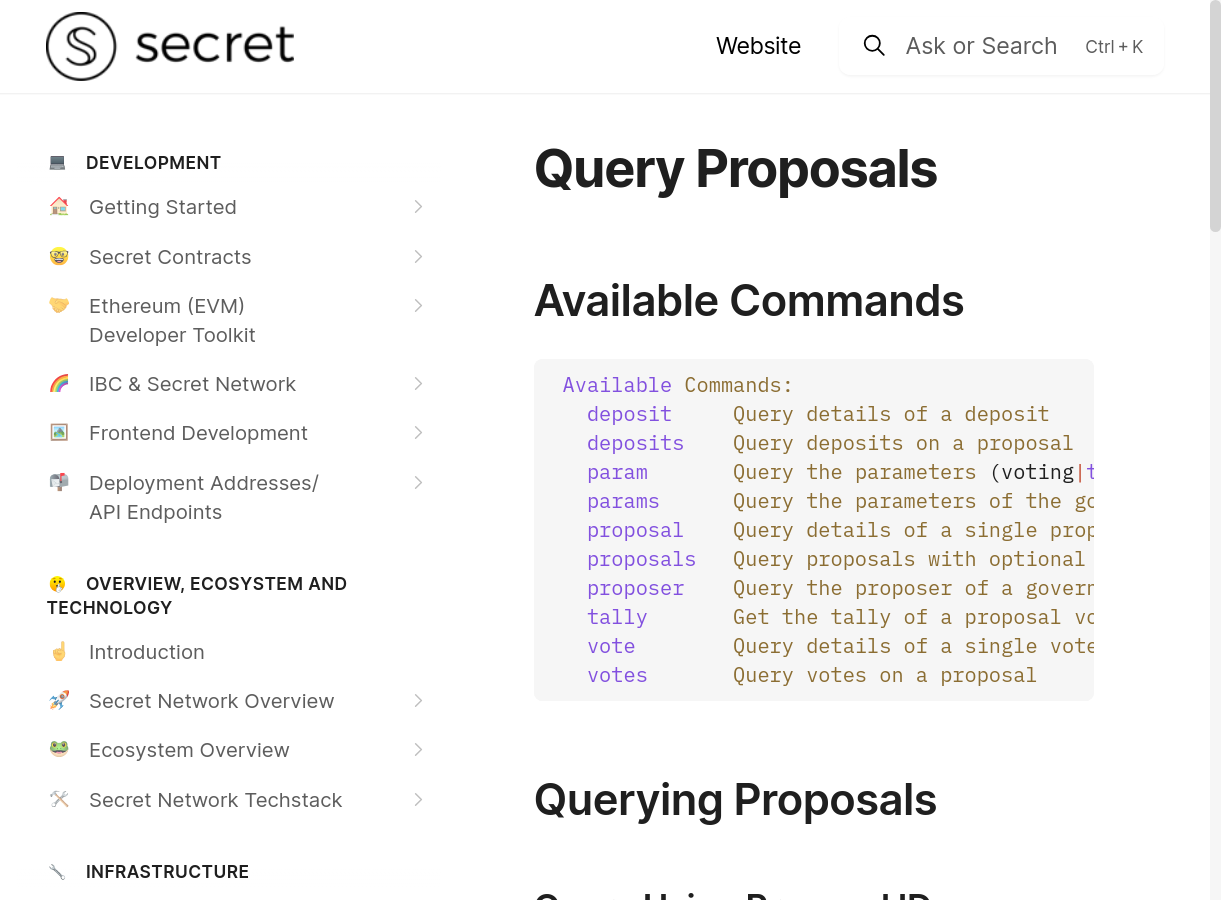 secret
Website
Ask or Search Ctrl + K
DEVELOPMENT
Getting Started
Secret Contracts
Ethereum (EVM)
Developer Toolkit
IBC & Secret Network
Frontend Development
Deployment Addresses/
API Endpoints
OVERVIEW, ECOSYSTEM AND
TECHNOLOGY
Introduction
Secret Network Overview
Ecosystem Overview
Secret Network Techstack
INFRASTRUCTURE
Query Proposals
Available Commands
Available Commands:
deposit Query details of a deposit
deposits Query deposits on a proposal
param Query the parameters (voting|t
params Query the parameters of the go
proposal Query details of a single prop
proposals Query proposals with optional
proposer Query the proposer of a govern
tally Get the tally of a proposal vo
vote Query details of a single vote
votes Query votes on a proposal
Querying Proposals